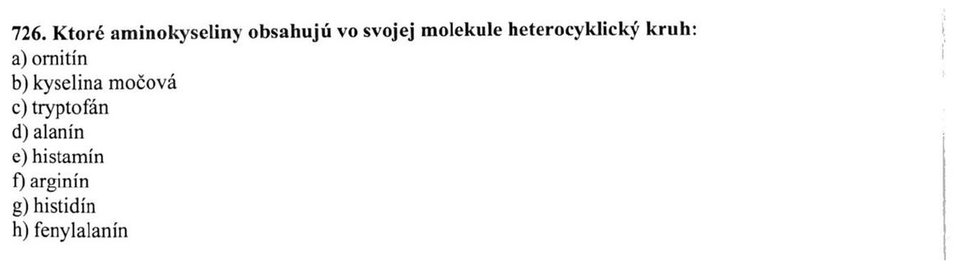 726. Ktoré aminokyseliny obsahujú vo svojej molekule heterocyklický kruh:
a) ornitín
b) kyselina močová
c) tryptofán
d) alanín
e) histamín
f) arginín
g) histidín
h) fenylalanín